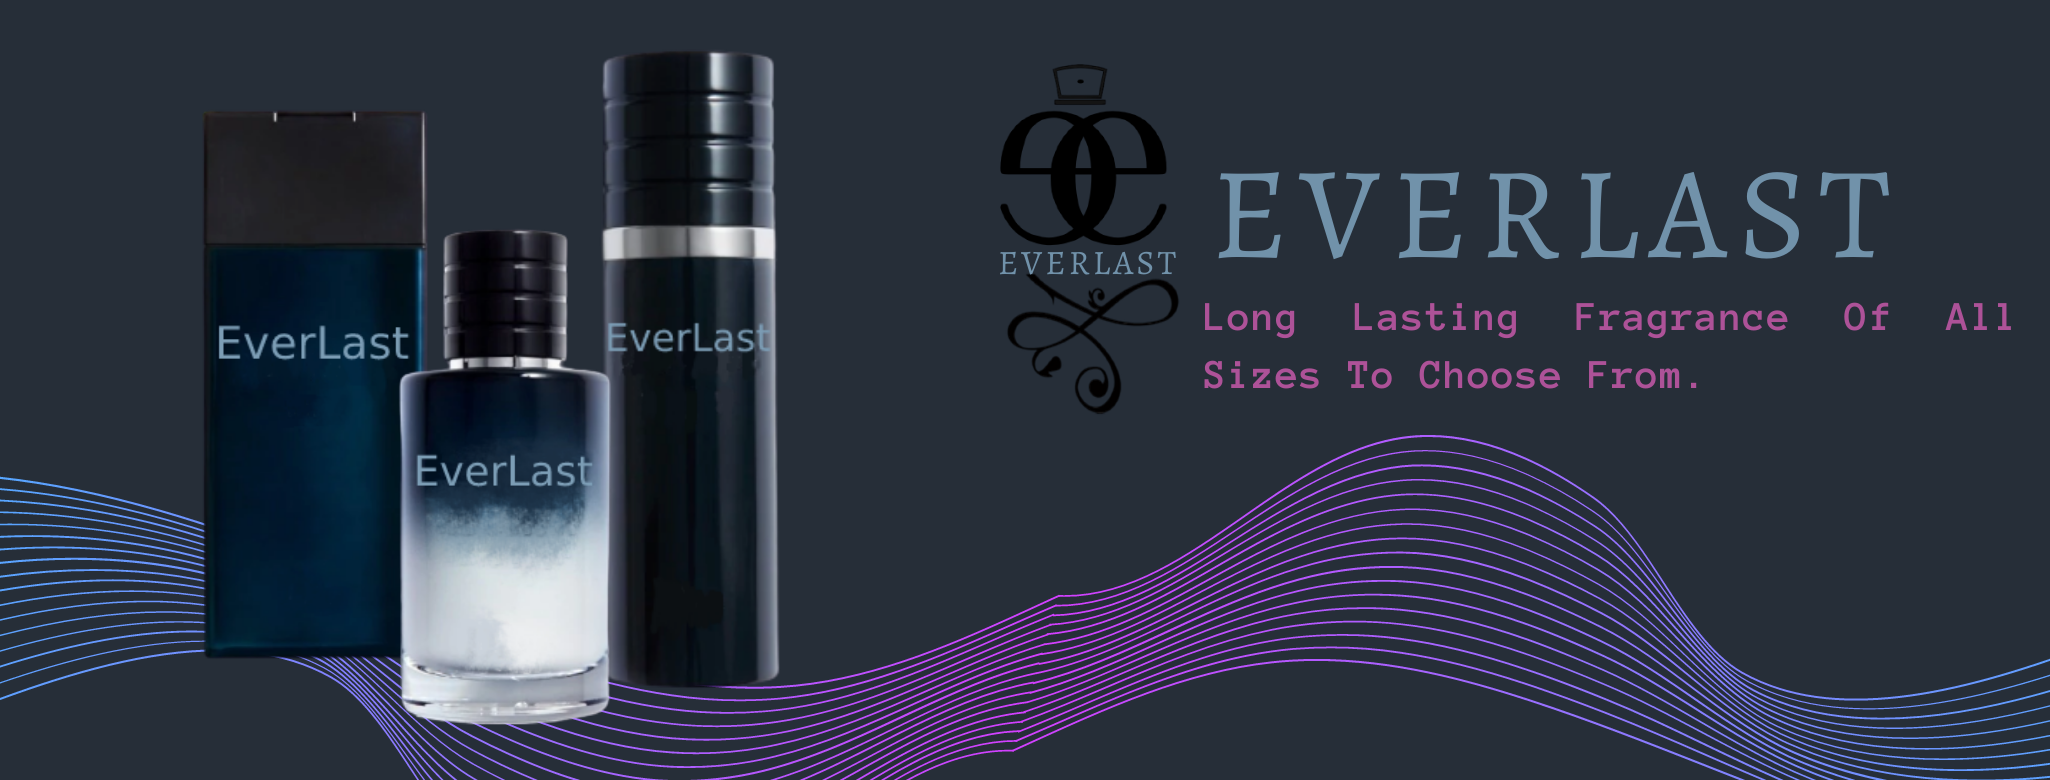 EverLast
EverLast
EverLast
EVERLAST
EVERLAST
Long Lasting Fragrance Of All
Sizes To Choose From.